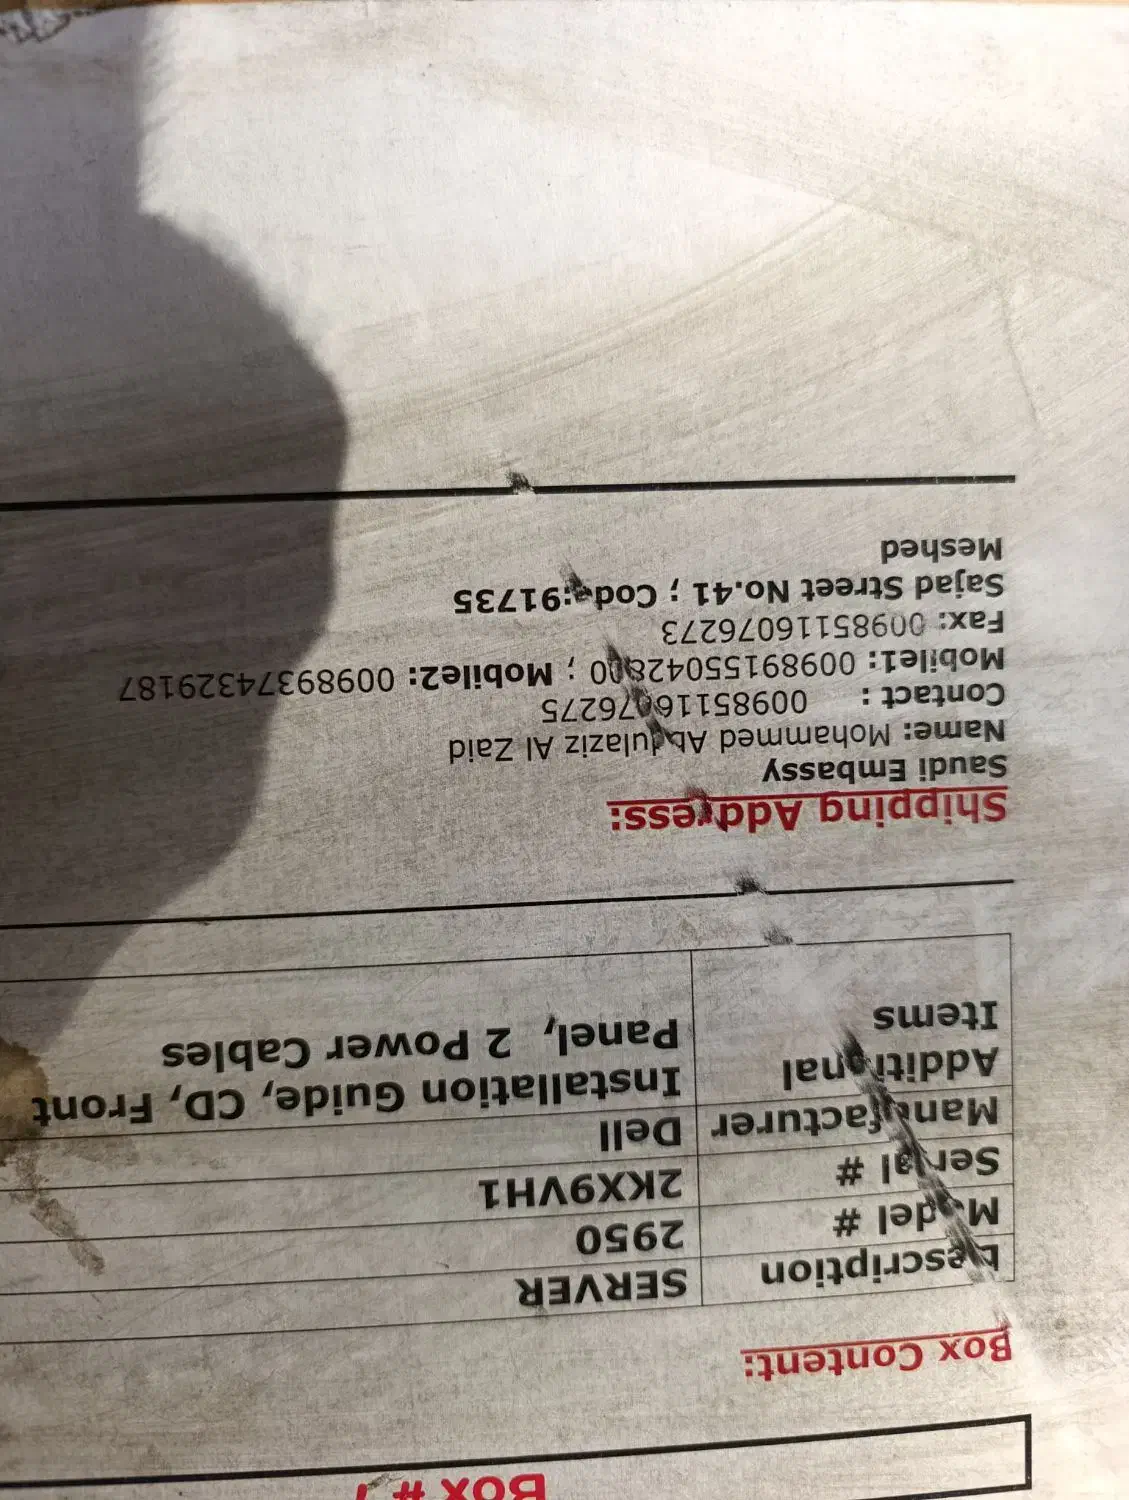 Box #
Box Content:
Description SERVER
Model # 2950
Serial # 2KX9VH1
Manufacturer Dell
Additional Installation Guide, CD, Front
Items Panel, 2 Power Cables
Shipping Address:
Saudi Embassy
Name: Mohammed Abdulaziz Al Zaid
Contact : 00985116076275
Mobile1: 00989155042800 ; Mobile2: 00989374329187
Fax: 00985116076273
Sajad Street No.41 ; Code:91735
Meshed